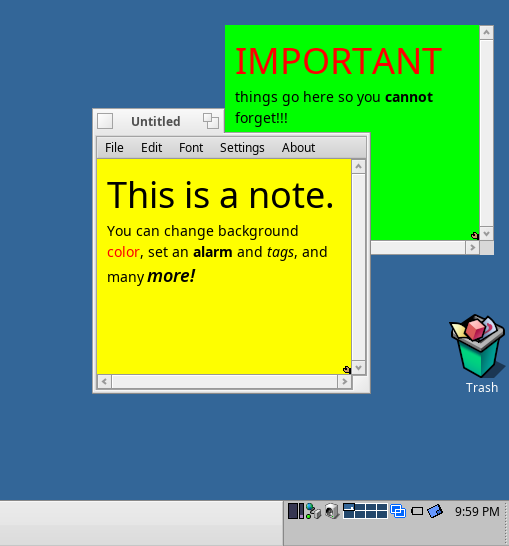 IMPORTANT
things go here so you cannot
forget!!!
Untitled
File Edit Font Settings About
This is a note.
You can change background
color, set an alarm and tags, and
many more!
Trash
9:59 PM